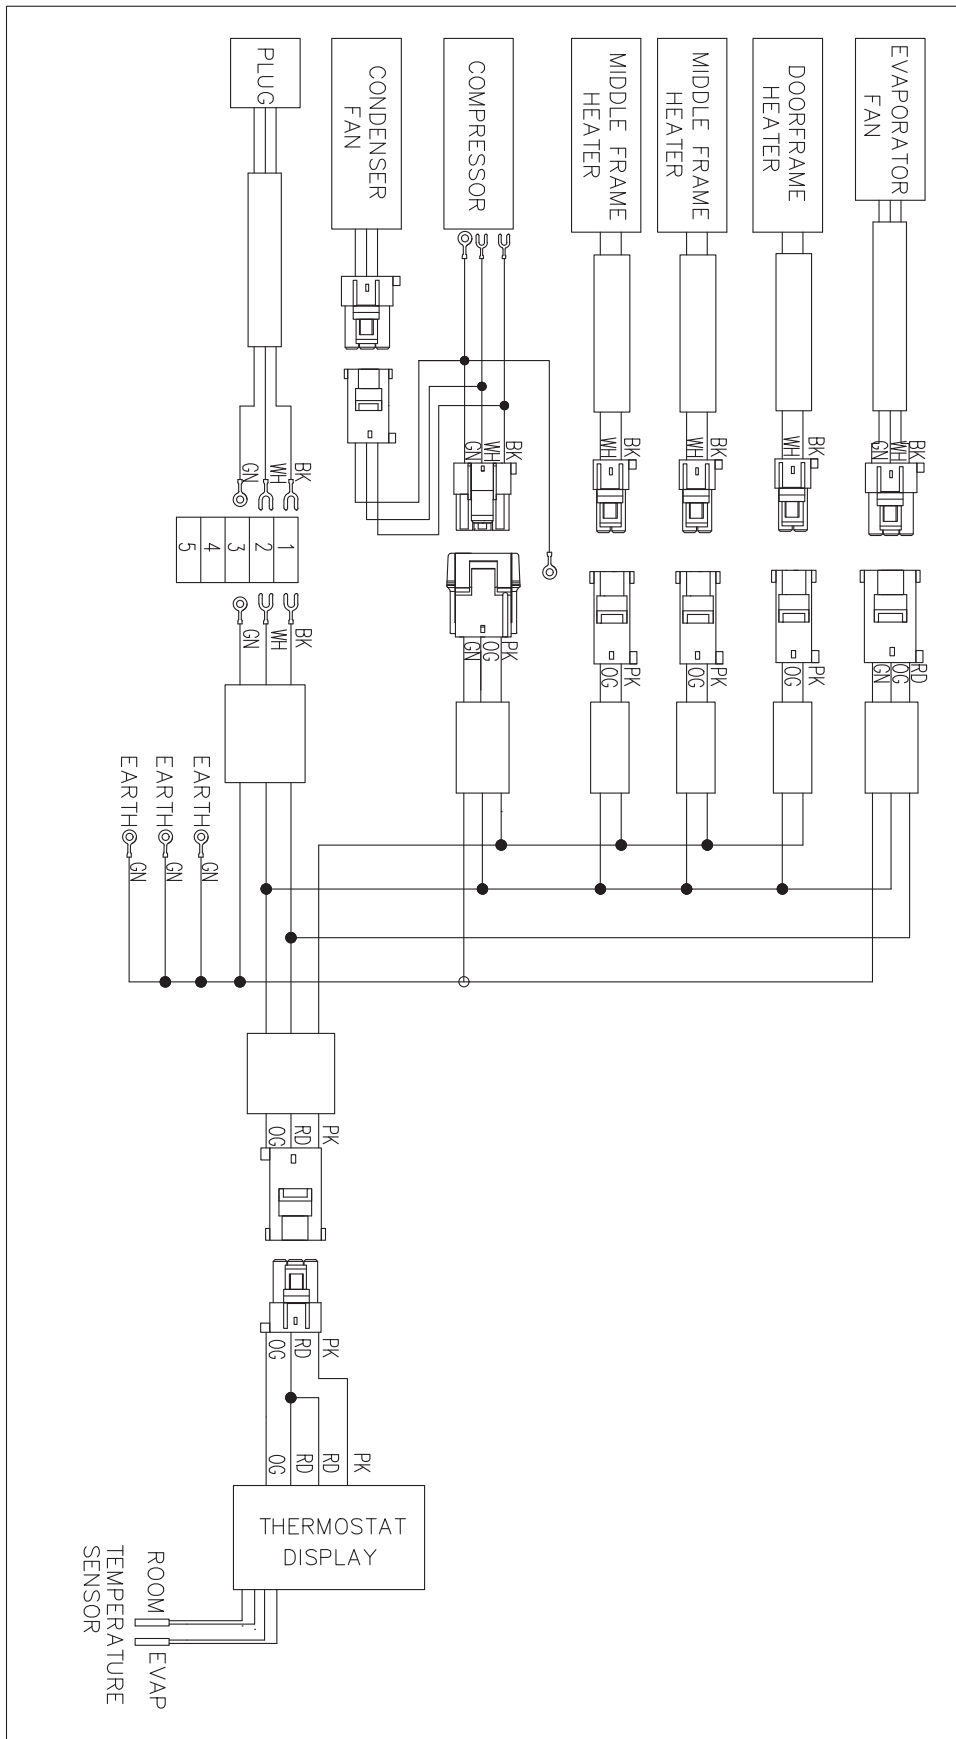 PLUG
CONDENSER
FAN
COMPRESSOR
MIDDLE FRAME
HEATER
MIDDLE FRAME
HEATER
DOORFRAME
HEATER
EVAPORATOR
FAN
GN
WH
BK
GN
WH
BK
WH
BK
WH
BK
WH
BK
GN
WH
BK
5
4
3
2
1
GN
WH
BK
GN
OG
PK
OG
PK
OG
PK
OG
PK
GN
OG
RD
EARTH
EARTH
EARTH
GN
GN
GN
OG
RD
PK
OG
RD
PK
OG
RD
RD
PK
THERMOSTAT
DISPLAY
ROOM
EVAP
TEMPERATURE
SENSOR